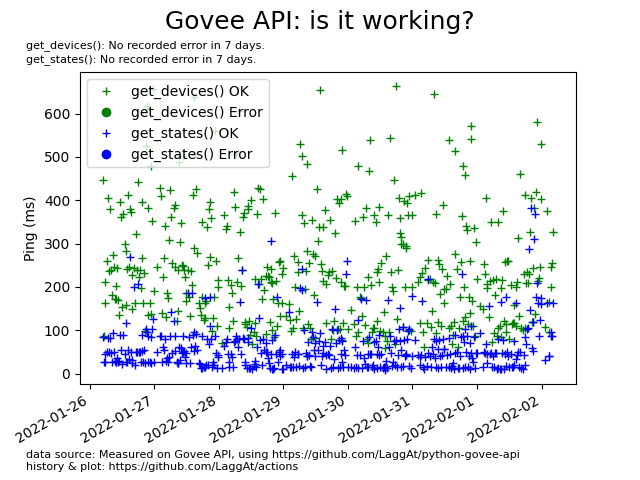 Govee API: is it working?
get_devices(): No recorded error in 7 days.
get_states(): No recorded error in 7 days.
get_devices() OK
get_devices() Error
get_states() OK
get_states() Error
Ping (ms)
600
500
400
300
200
100
0
2022-01-26
2022-01-27
2022-01-28
2022-01-29
2022-01-30
2022-01-31
2022-02-01
2022-02-02
data source: Measured on Govee API, using https://github.com/LaggAt/python-govee-api
history & plot: https://github.com/LaggAt/actions